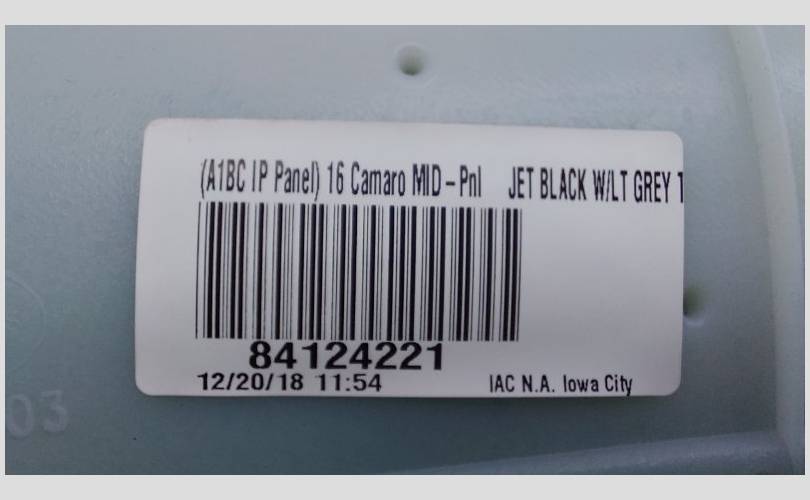 (A1BC IP Panel) 16 Camaro MID-Pnl JET BLACK W/LT GREY
84124221
12/20/18 11:54 IAC N.A. Iowa City
03